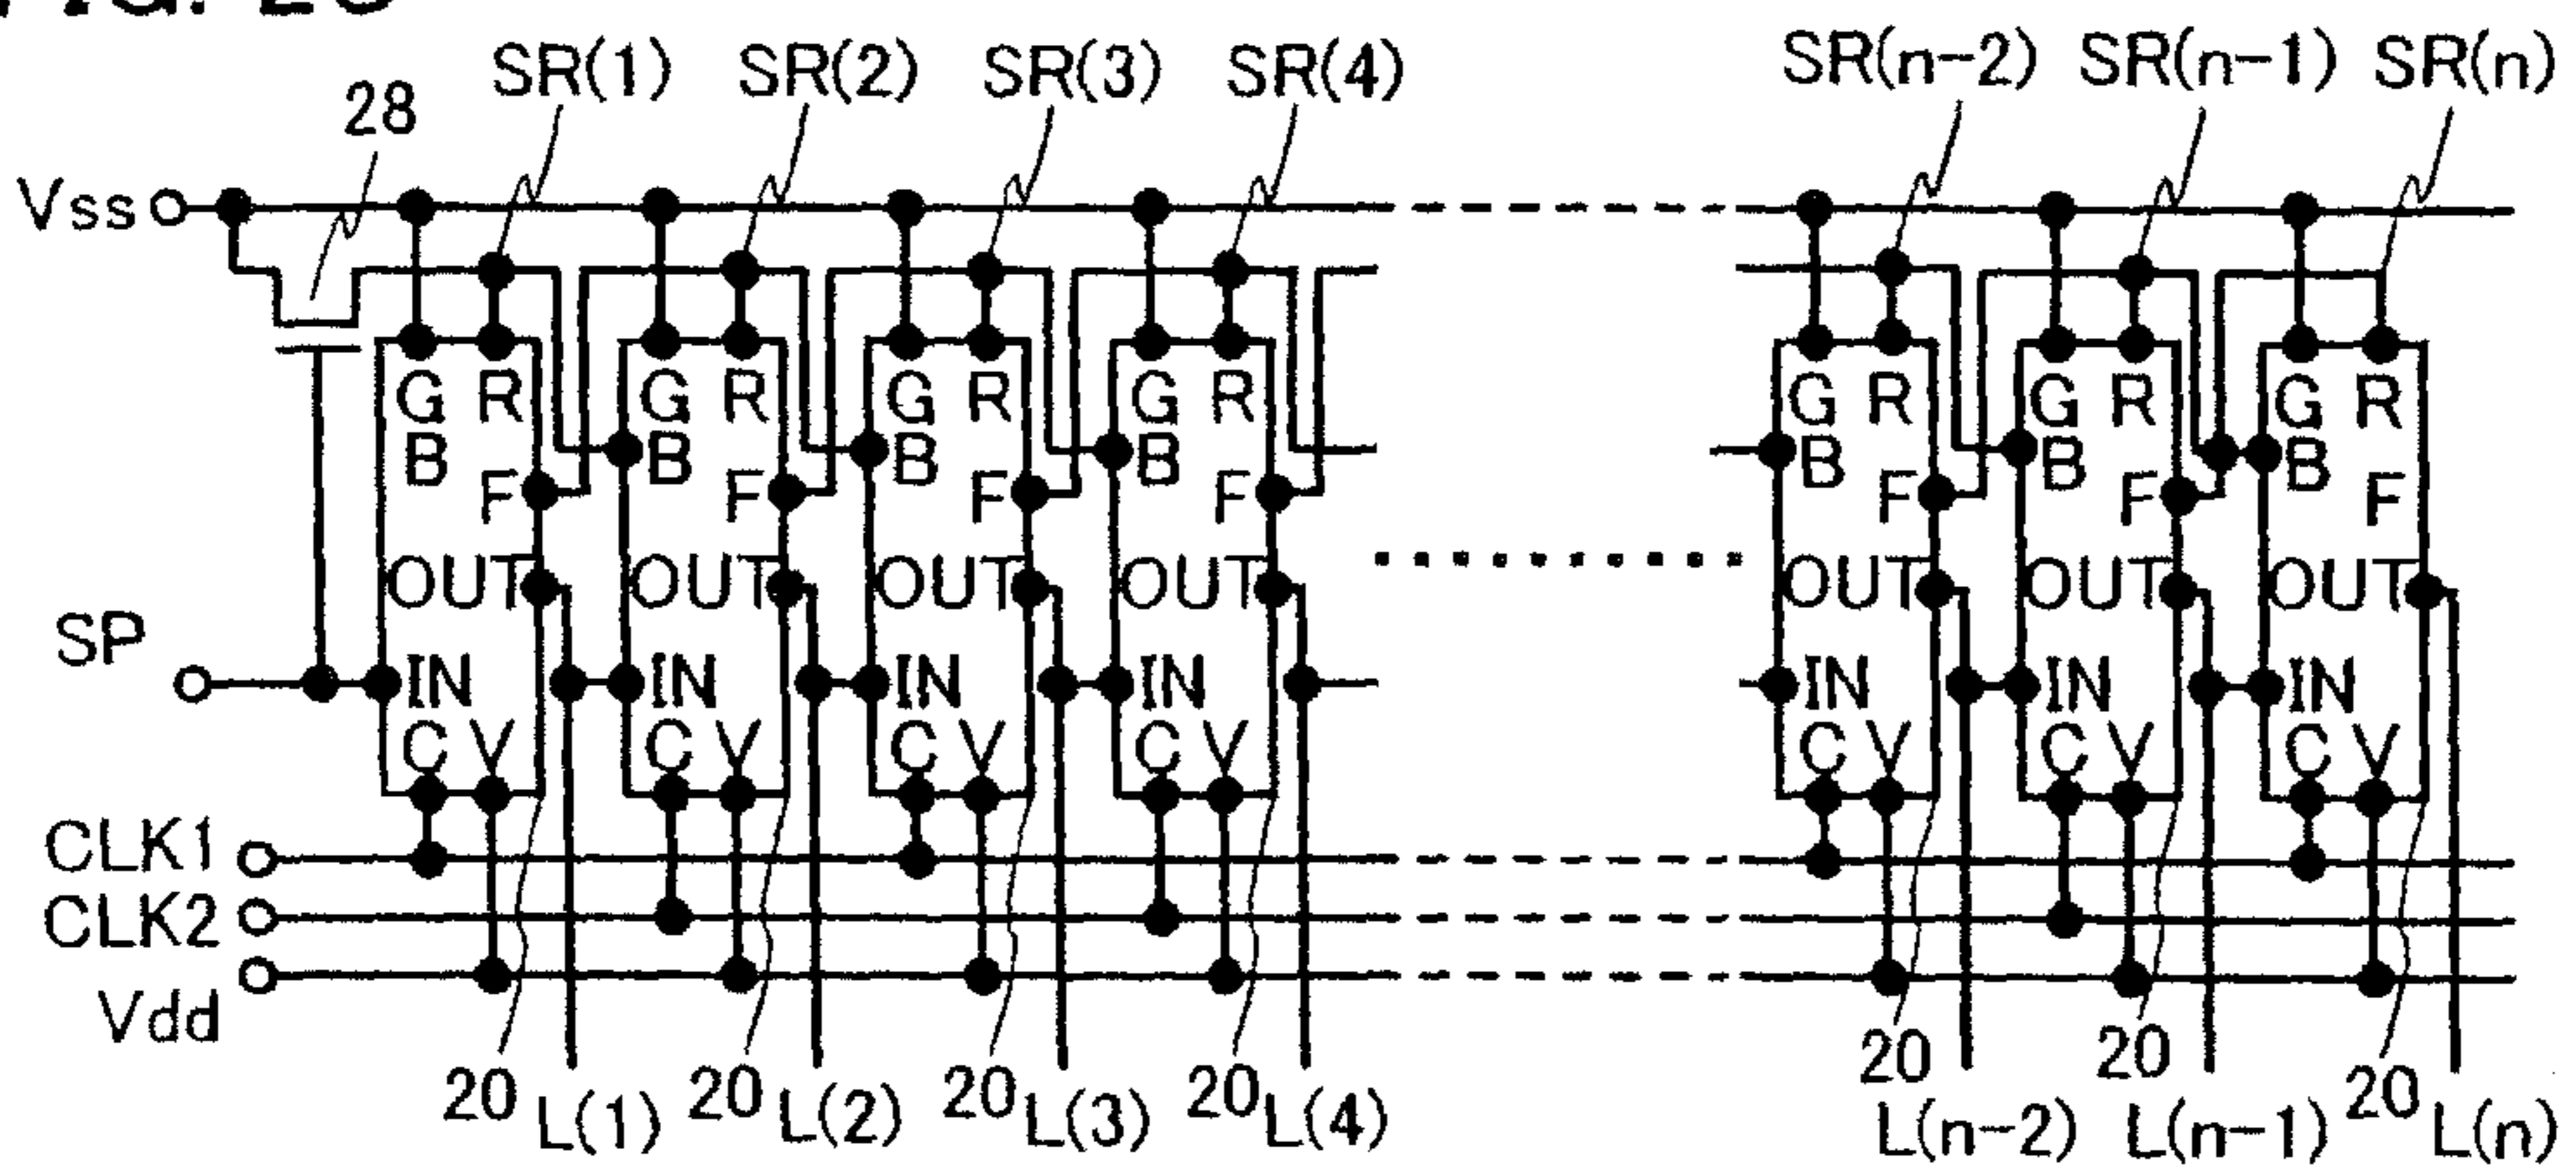 SR(1) SR(2) SR(3) SR(4) SR(n-2) SR(n-1) SR(n)
28
Vss
G R G R G R G R G R G R G R
B B B B B B B
F F F F F F F
OUT OUT OUT OUT OUT OUT OUT
SP
IN IN IN IN IN IN IN
C V C V C V C V C V C V C V
CLK1
CLK2
Vdd
20 20 20 20 20 20 20
L(1) L(2) L(3) L(4) L(n-2) L(n-1) L(n)